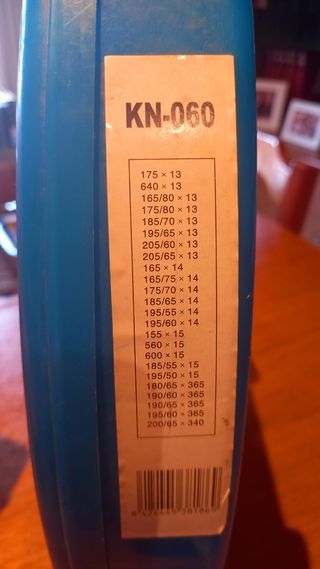 KN-060
175 × 13
640 × 13
165/80 × 13
175/80 × 13
185/70 × 13
195/65 × 13
205/60 × 13
205/65 × 13
165 × 14
165/75 × 14
175/70 × 14
185/65 × 14
195/55 × 14
195/60 × 14
155 × 15
560 × 15
600 × 15
185/55 × 15
195/50 × 15
180/65 × 365
190/60 × 365
190/65 × 365
195/60 × 365
200/65 × 340